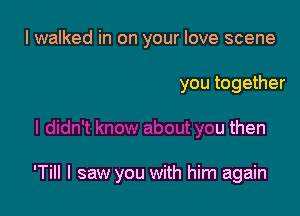 I walked in on your love scene
you together
I didn't know about you then
'Till I saw you with him again